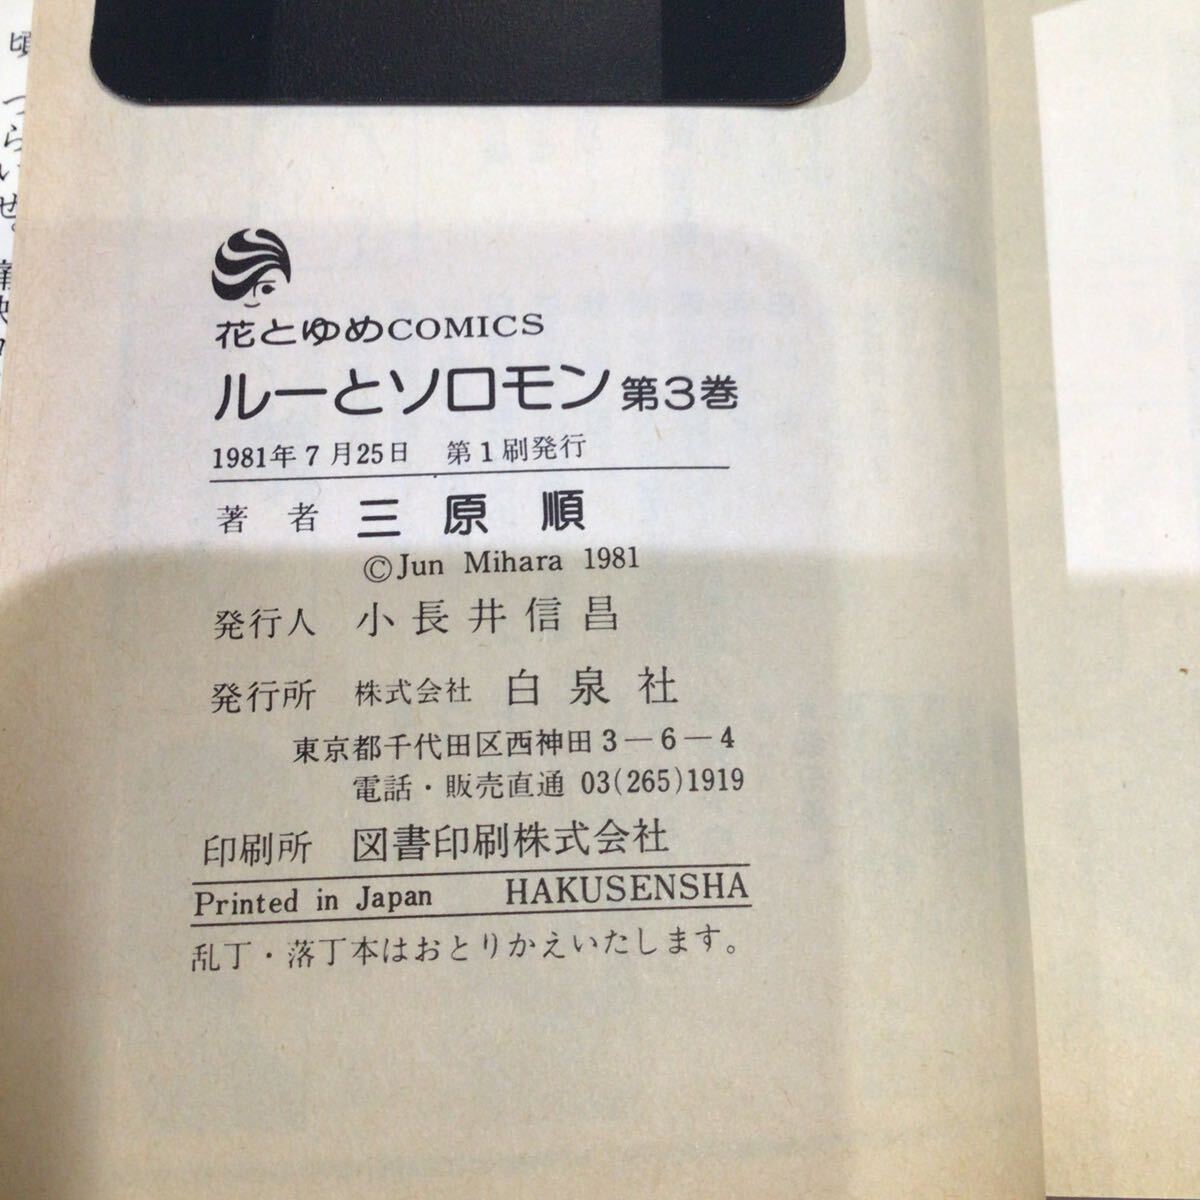 花とゆめCOMICS
ルーとソロモン 第3巻
1981年7月25日 第1刷発行
著者 三原順
©Jun Mihara 1981
発行人 小長井信昌
発行所 株式会社 白泉社
東京都千代田区西神田3-6-4
電話・販売直通 03(265)1919
印刷所 図書印刷株式会社
Printed in Japan HAKUSENSHA
乱丁・落丁本はおとりかえいたします。
頃つらいぜ。